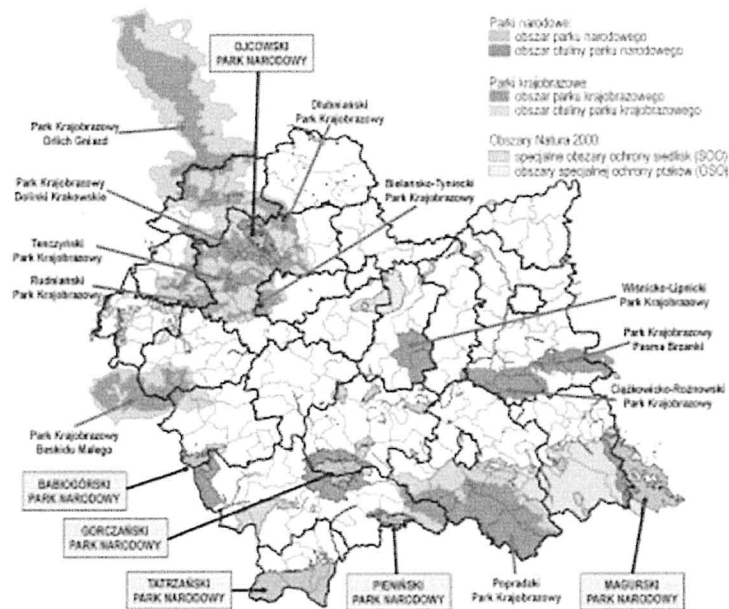 Parki narodowe:
obszar parku narodowego
obszar otuliny parku narodowego
Parki krajobrazowe:
obszar parku krajobrazowego
obszar otuliny parku krajobrazowego
Obszary Natura 2000:
specjalne obszary ochrony siedlisk (SOO)
obszary specjalnej ochrony ptaków (OSO)
OJCOWSKI
PARK NARODOWY
Dłubniański
Park Krajobrazowy
Park Krajobrazowy
Orlich Gniazd
Park Krajobrazowy
Dolinki Krakowskie
Bielańsko-Tyniecki
Park Krajobrazowy
Tenczyński
Park Krajobrazowy
Rudniański
Park Krajobrazowy
Wiśnicko-Lipnicki
Park Krajobrazowy
Park Krajobrazowy
Pasma Brzanki
Ciężkowicko-Rożnowski
Park Krajobrazowy
Park Krajobrazowy
Beskidu Małego
BABIOGÓRSKI
PARK NARODOWY
GORCZAŃSKI
PARK NARODOWY
TATRZAŃSKI
PARK NARODOWY
PIENIŃSKI
PARK NARODOWY
Popradzki
Park Krajobrazowy
MAGURSKI
PARK NARODOWY